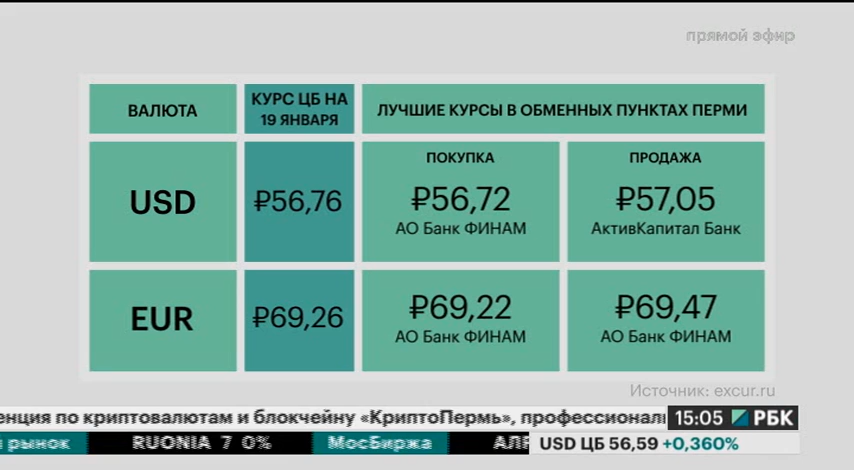 прямой эфир
ВАЛЮТА
КУРС ЦБ НА
19 ЯНВАРЯ
ЛУЧШИЕ КУРСЫ В ОБМЕННЫХ ПУНКТАХ ПЕРМИ
ПОКУПКА
ПРОДАЖА
USD
₽56,76
₽56,72
АО Банк ФИНАМ
₽57,05
АктивКапитал Банк
EUR
₽69,26
₽69,22
АО Банк ФИНАМ
₽69,47
АО Банк ФИНАМ
Источник: excur.ru
енция по криптовалютам и блокчейну «КриптоПермь», профессионалы
15:05 РБК
рынок RUONIA 7 0% МосБиржа АЛР
USD ЦБ 56,59 +0,360%